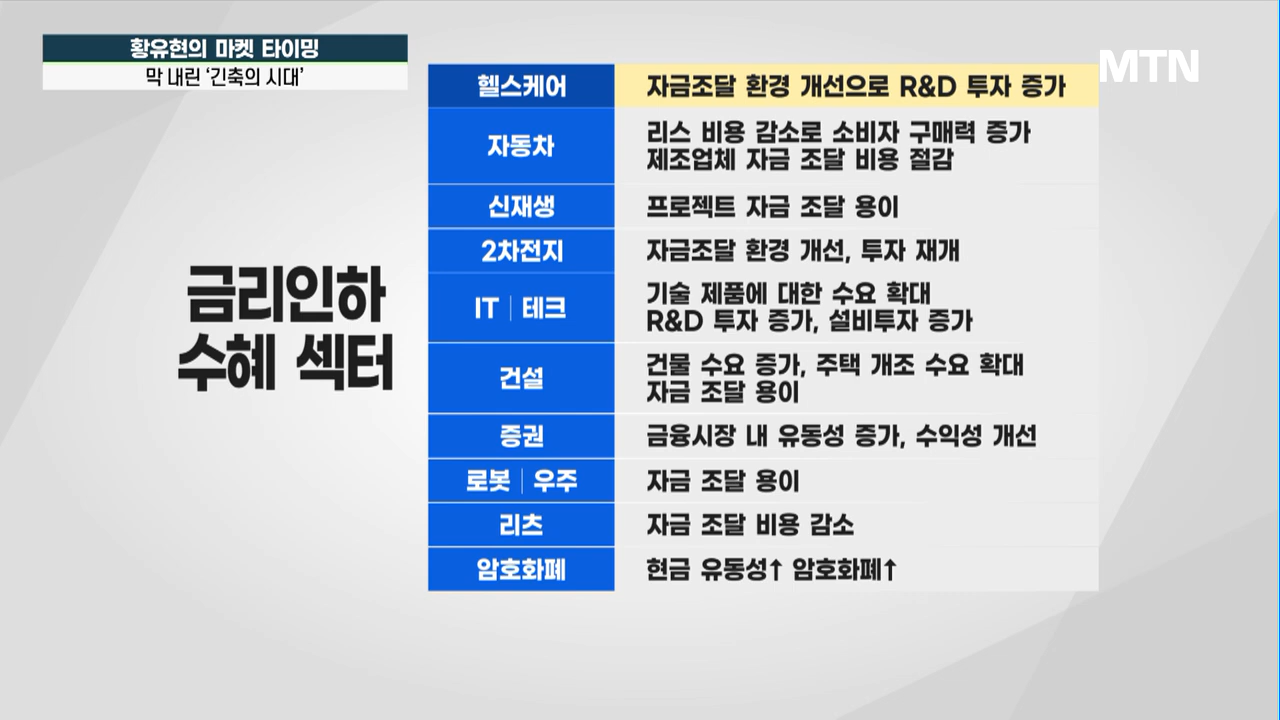 황유현의 마켓 타이밍
막 내린 ‘긴축의 시대’
MTN
금리인하
수혜 섹터
헬스케어
자금조달 환경 개선으로 R&D 투자 증가
자동차
리스 비용 감소로 소비자 구매력 증가
제조업체 자금 조달 비용 절감
신재생
프로젝트 자금 조달 용이
2차전지
자금조달 환경 개선, 투자 재개
IT | 테크
기술 제품에 대한 수요 확대
R&D 투자 증가, 설비투자 증가
건설
건물 수요 증가, 주택 개조 수요 확대
자금 조달 용이
증권
금융시장 내 유동성 증가, 수익성 개선
로봇 | 우주
자금 조달 용이
리츠
자금 조달 비용 감소
암호화폐
현금 유동성↑ 암호화폐↑